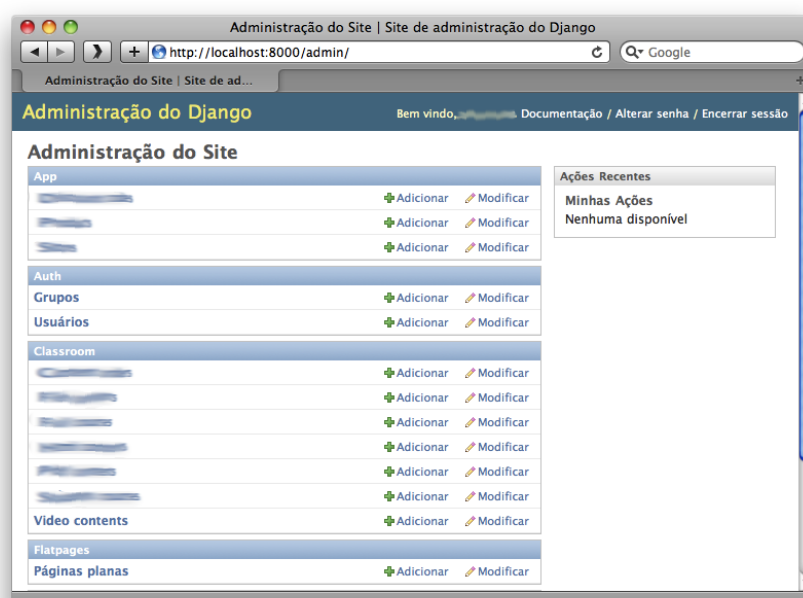 Administração do Site | Site de administração do Django
http://localhost:8000/admin/
Google
Administração do Site | Site de ad...
Administração do Django
Bem vindo, Documentação / Alterar senha / Encerrar sessão
Administração do Site
App
Adicionar Modificar
Adicionar Modificar
Adicionar Modificar
Auth
Grupos Adicionar Modificar
Usuários Adicionar Modificar
Classroom
Adicionar Modificar
Adicionar Modificar
Adicionar Modificar
Adicionar Modificar
Adicionar Modificar
Adicionar Modificar
Video contents Adicionar Modificar
Flatpages
Páginas planas Adicionar Modificar
Ações Recentes
Minhas Ações
Nenhuma disponível